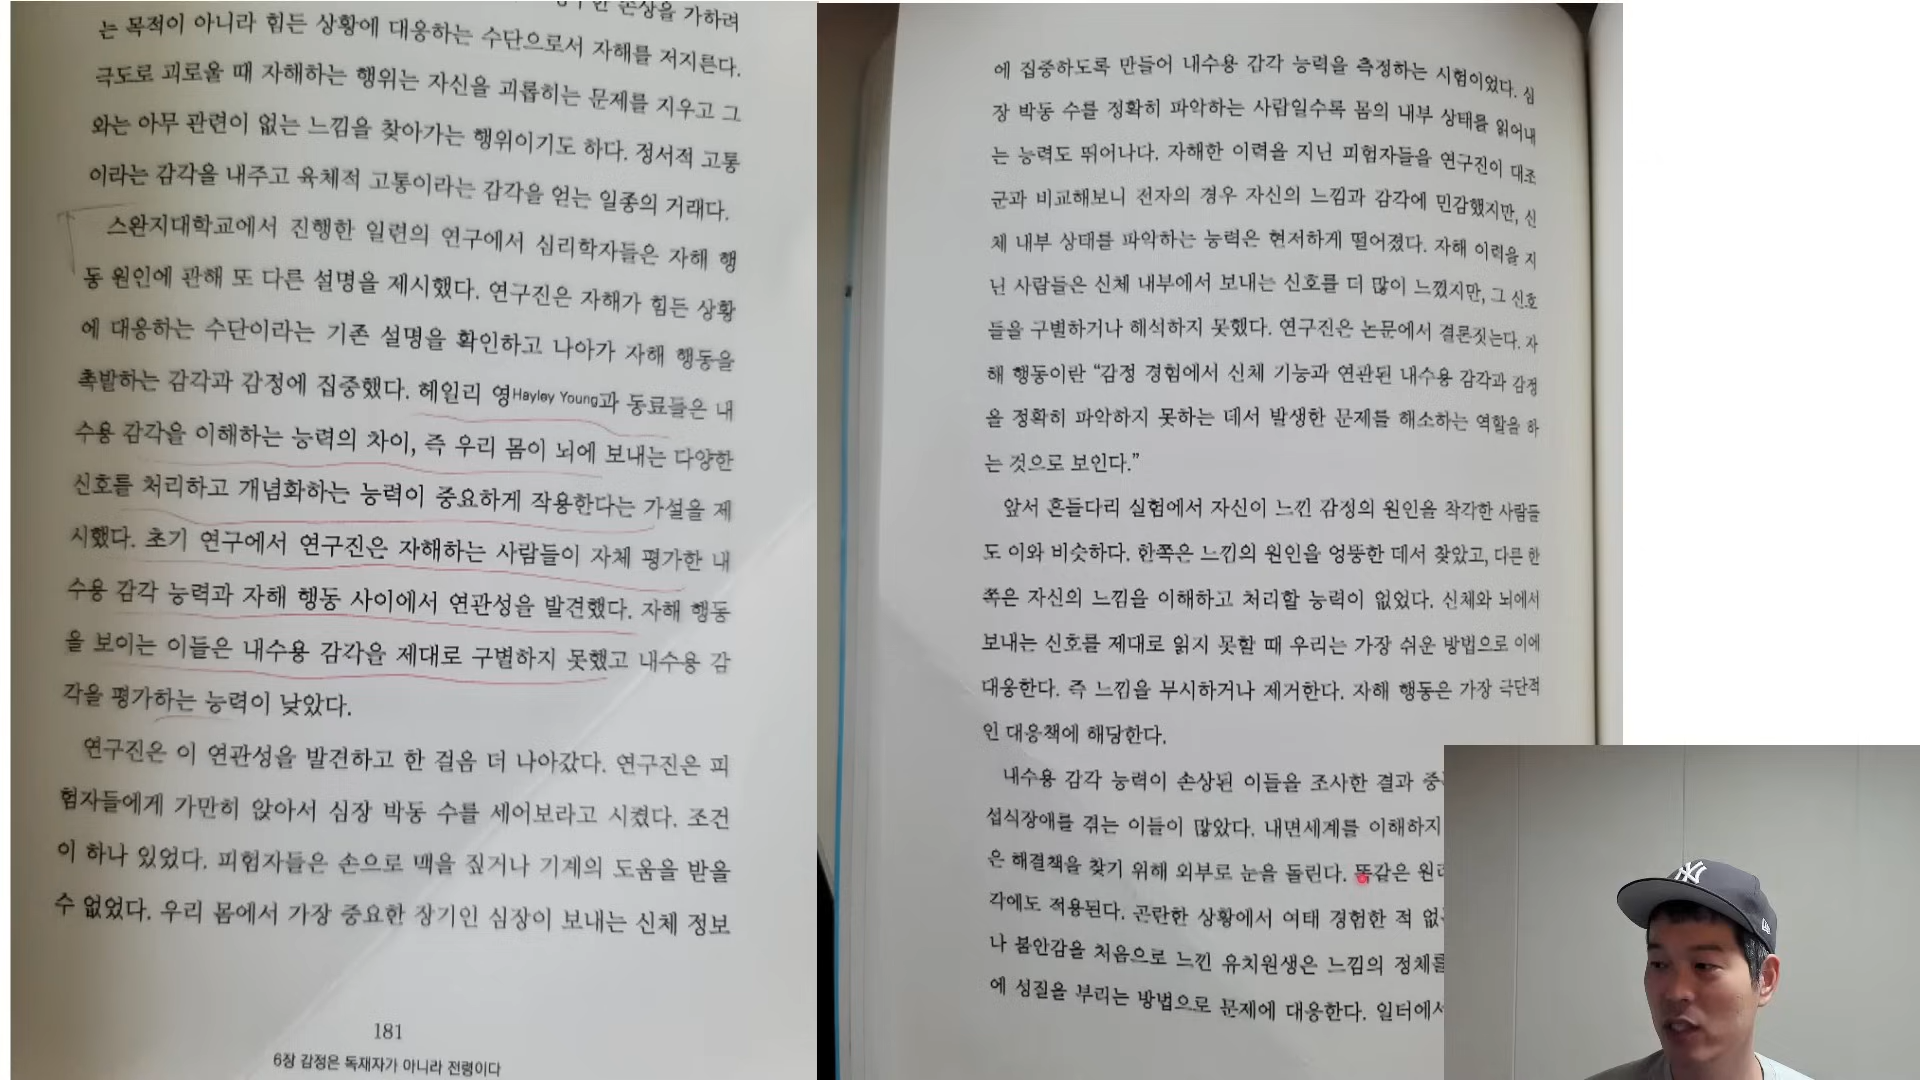 손상을 가하려
는 목적이 아니라 힘든 상황에 대응하는 수단으로서 자해를 저지른다.
극도로 괴로울 때 자해하는 행위는 자신을 괴롭히는 문제를 지우고 그
와는 아무 관련이 없는 느낌을 찾아가는 행위이기도 하다. 정서적 고통
이라는 감각을 내주고 육체적 고통이라는 감각을 얻는 일종의 거래다.
스완지대학교에서 진행한 일련의 연구에서 심리학자들은 자해 행
동 원인에 관해 또 다른 설명을 제시했다. 연구진은 자해가 힘든 상황
에 대응하는 수단이라는 기존 설명을 확인하고 나아가 자해 행동을
촉발하는 감각과 감정에 집중했다. 헤일리 영Hayley Young과 동료들은 내
수용 감각을 이해하는 능력의 차이, 즉 우리 몸이 뇌에 보내는 다양한
신호를 처리하고 개념화하는 능력이 중요하게 작용한다는 가설을 제
시했다. 초기 연구에서 연구진은 자해하는 사람들이 자체 평가한 내
수용 감각 능력과 자해 행동 사이에서 연관성을 발견했다. 자해 행동
을 보이는 이들은 내수용 감각을 제대로 구별하지 못했고 내수용 감
각을 평가하는 능력이 낮았다.
연구진은 이 연관성을 발견하고 한 걸음 더 나아갔다. 연구진은 피
험자들에게 가만히 앉아서 심장 박동 수를 세어보라고 시켰다. 조건
이 하나 있었다. 피험자들은 손으로 맥을 짚거나 기계의 도움을 받을
수 없었다. 우리 몸에서 가장 중요한 장기인 심장이 보내는 신체 정보
181
6장 감정은 독재자가 아니라 전령이다
에 집중하도록 만들어 내수용 감각 능력을 측정하는 시험이었다. 심
장 박동 수를 정확히 파악하는 사람일수록 몸의 내부 상태를 읽어내
는 능력도 뛰어나다. 자해한 이력을 지닌 피험자들을 연구진이 대조
군과 비교해보니 전자의 경우 자신의 느낌과 감각에 민감했지만, 신
체 내부 상태를 파악하는 능력은 현저하게 떨어졌다. 자해 이력을 지
닌 사람들은 신체 내부에서 보내는 신호를 더 많이 느꼈지만, 그 신호
들을 구별하거나 해석하지 못했다. 연구진은 논문에서 결론짓는다. 자
해 행동이란 “감정 경험에서 신체 기능과 연관된 내수용 감각과 감정
을 정확히 파악하지 못하는 데서 발생한 문제를 해소하는 역할을 하
는 것으로 보인다.”
앞서 흔들다리 실험에서 자신이 느낀 감정의 원인을 착각한 사람들
도 이와 비슷하다. 한쪽은 느낌의 원인을 엉뚱한 데서 찾았고, 다른 한
쪽은 자신의 느낌을 이해하고 처리할 능력이 없었다. 신체와 뇌에서
보내는 신호를 제대로 읽지 못할 때 우리는 가장 쉬운 방법으로 이에
대응한다. 즉 느낌을 무시하거나 제거한다. 자해 행동은 가장 극단적
인 대응책에 해당한다.
내수용 감각 능력이 손상된 이들을 조사한 결과
섭식장애를 겪는 이들이 많았다. 내면세계를 이해하지
은 해결책을 찾기 위해 외부로 눈을 돌린다. 똑같은
각에도 적용된다. 곤란한 상황에서 여태 경험한 적
나 불안감을 처음으로 느낀 유치원생은 느낌의 정체를
에 성질을 부리는 방법으로 문제에 대응한다. 일터에서
NY